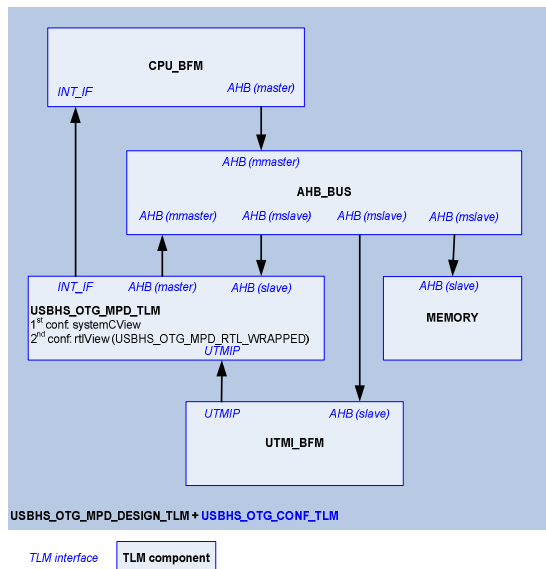 CPU_BFM
INT_IF
AHB (master)
AHB (mmaster)
AHB_BUS
AHB (mmaster)
AHB (mslave)
AHB (mslave)
AHB (mslave)
INT_IF
AHB (master)
AHB (slave)
AHB (slave)
USBHS_OTG_MPD_TLM
1st conf: systemCView
2nd conf: rtlView (USBHS_OTG_MPD_RTL_WRAPPED)
UTMIP
MEMORY
UTMIP
AHB (slave)
UTMI_BFM
USBHS_OTG_MPD_DESIGN_TLM + USBHS_OTG_CONF_TLM
TLM interface
TLM component